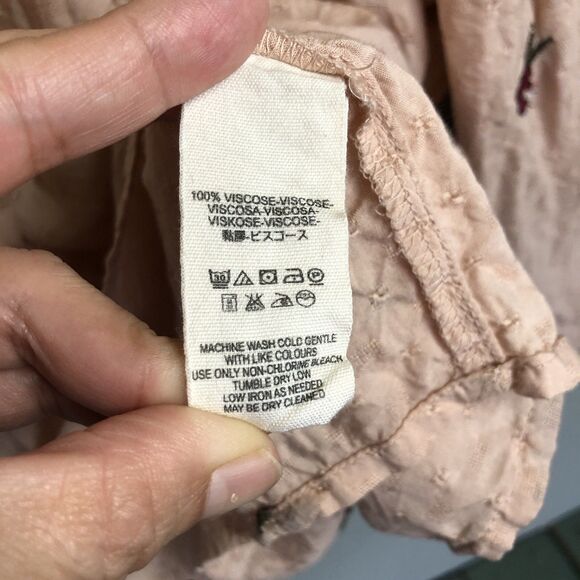 100% VISCOSE-VISCOSE-
VISCOSA-VISCOSA-
VISKOSE-VISCOSE-
黏膠-ビスコース
30 P
MACHINE WASH COLD GENTLE
WITH LIKE COLOURS
USE ONLY NON-CHLORINE BLEACH
TUMBLE DRY LOW
LOW IRON AS NEEDED
MAY BE DRY CLEANED